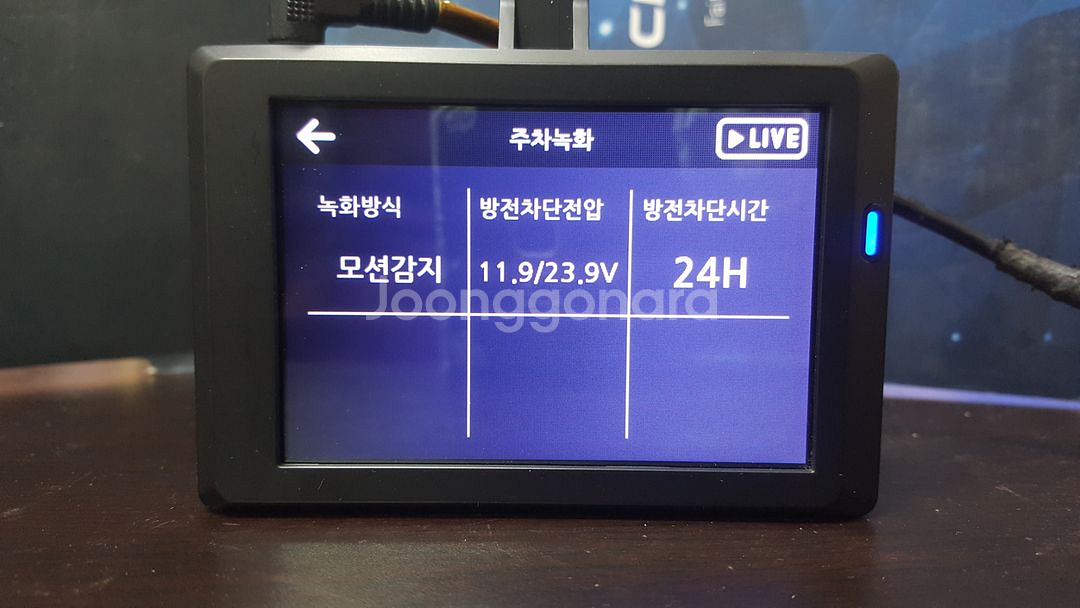 주차녹화
LIVE
녹화방식 방전차단전압 방전차단시간
모션감지 11.9/23.9V 24H
Joonggonara